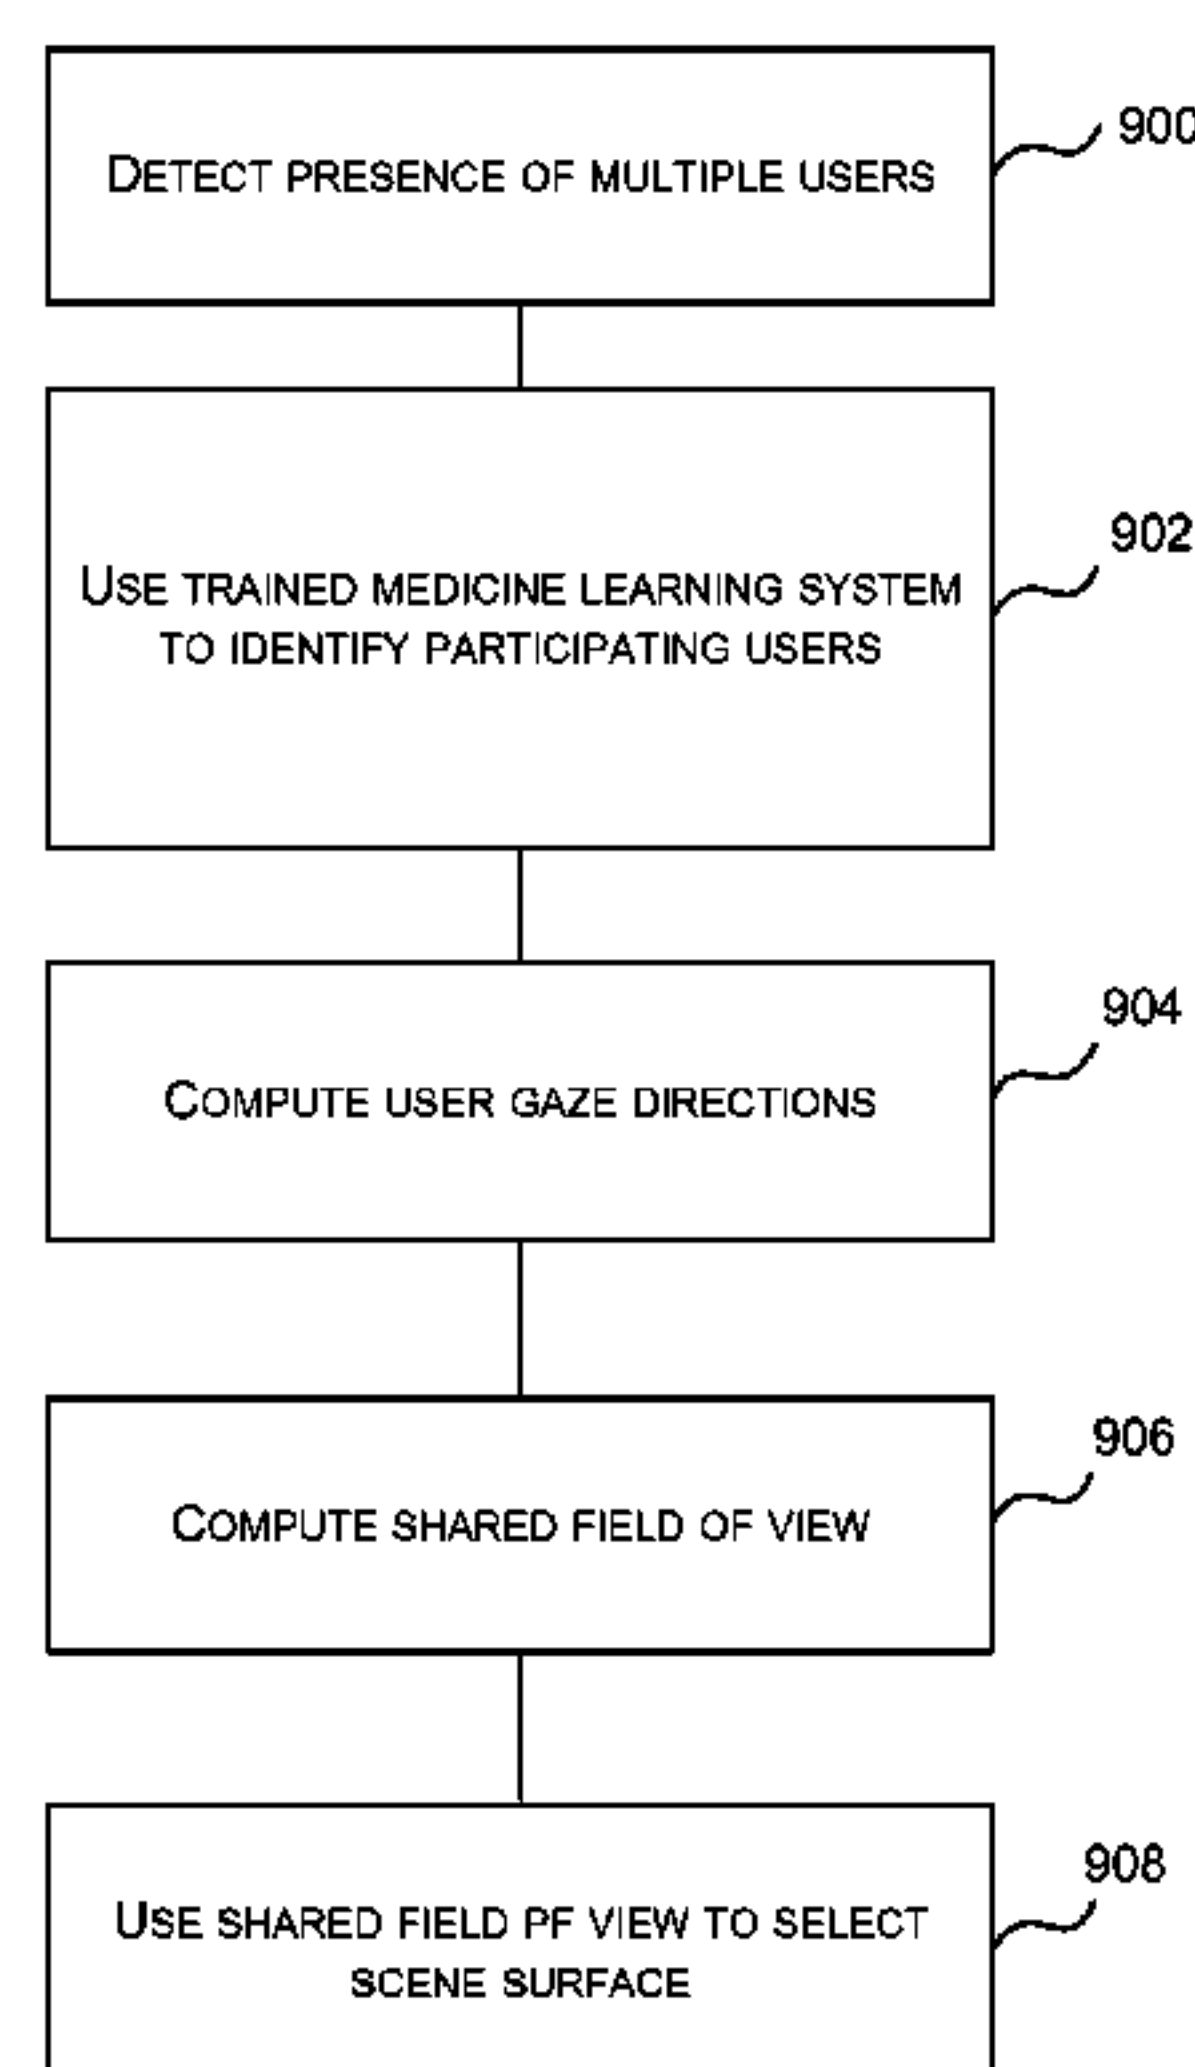 DETECT PRESENCE OF MULTIPLE USERS
900
902
USE TRAINED MEDICINE LEARNING SYSTEM
TO IDENTIFY PARTICIPATING USERS
904
COMPUTE USER GAZE DIRECTIONS
906
COMPUTE SHARED FIELD OF VIEW
908
USE SHARED FIELD PF VIEW TO SELECT
SCENE SURFACE